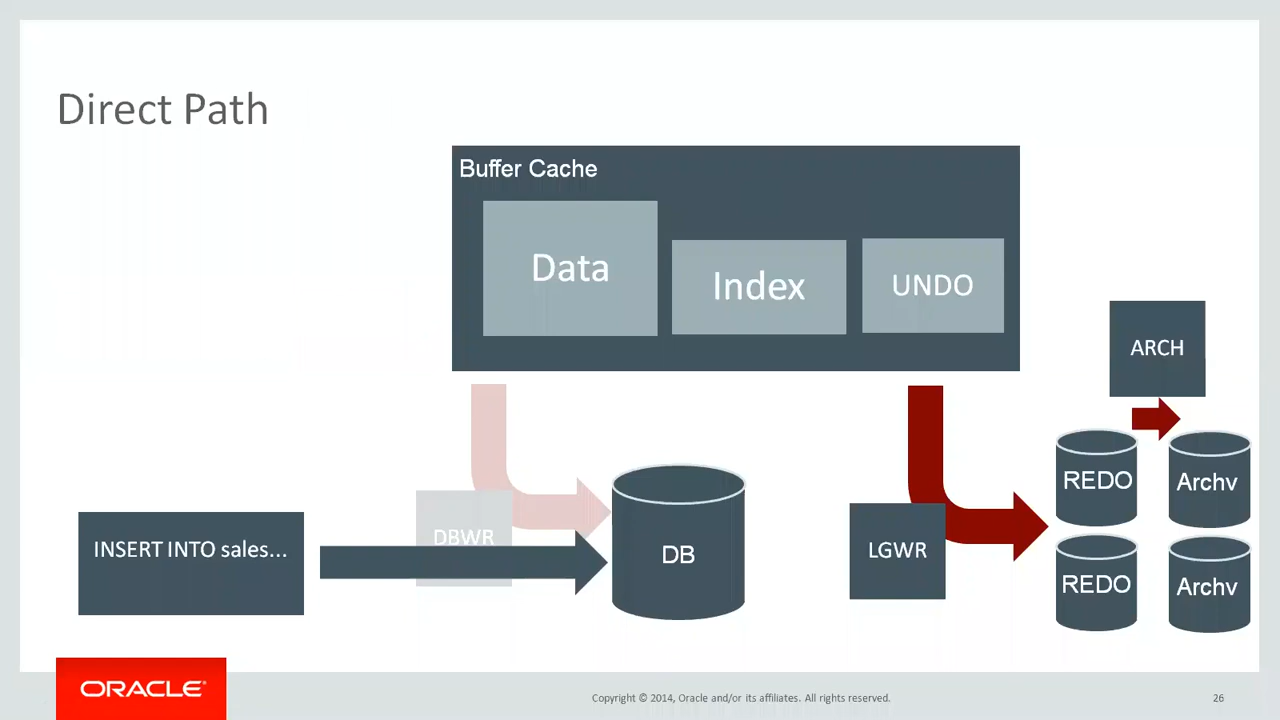 Direct Path
Buffer Cache
Data
Index
UNDO
ARCH
REDO
Archv
INSERT INTO sales...
DBWR
DB
LGWR
REDO
Archv
ORACLE®
Copyright © 2014, Oracle and/or its affiliates. All rights reserved.
26